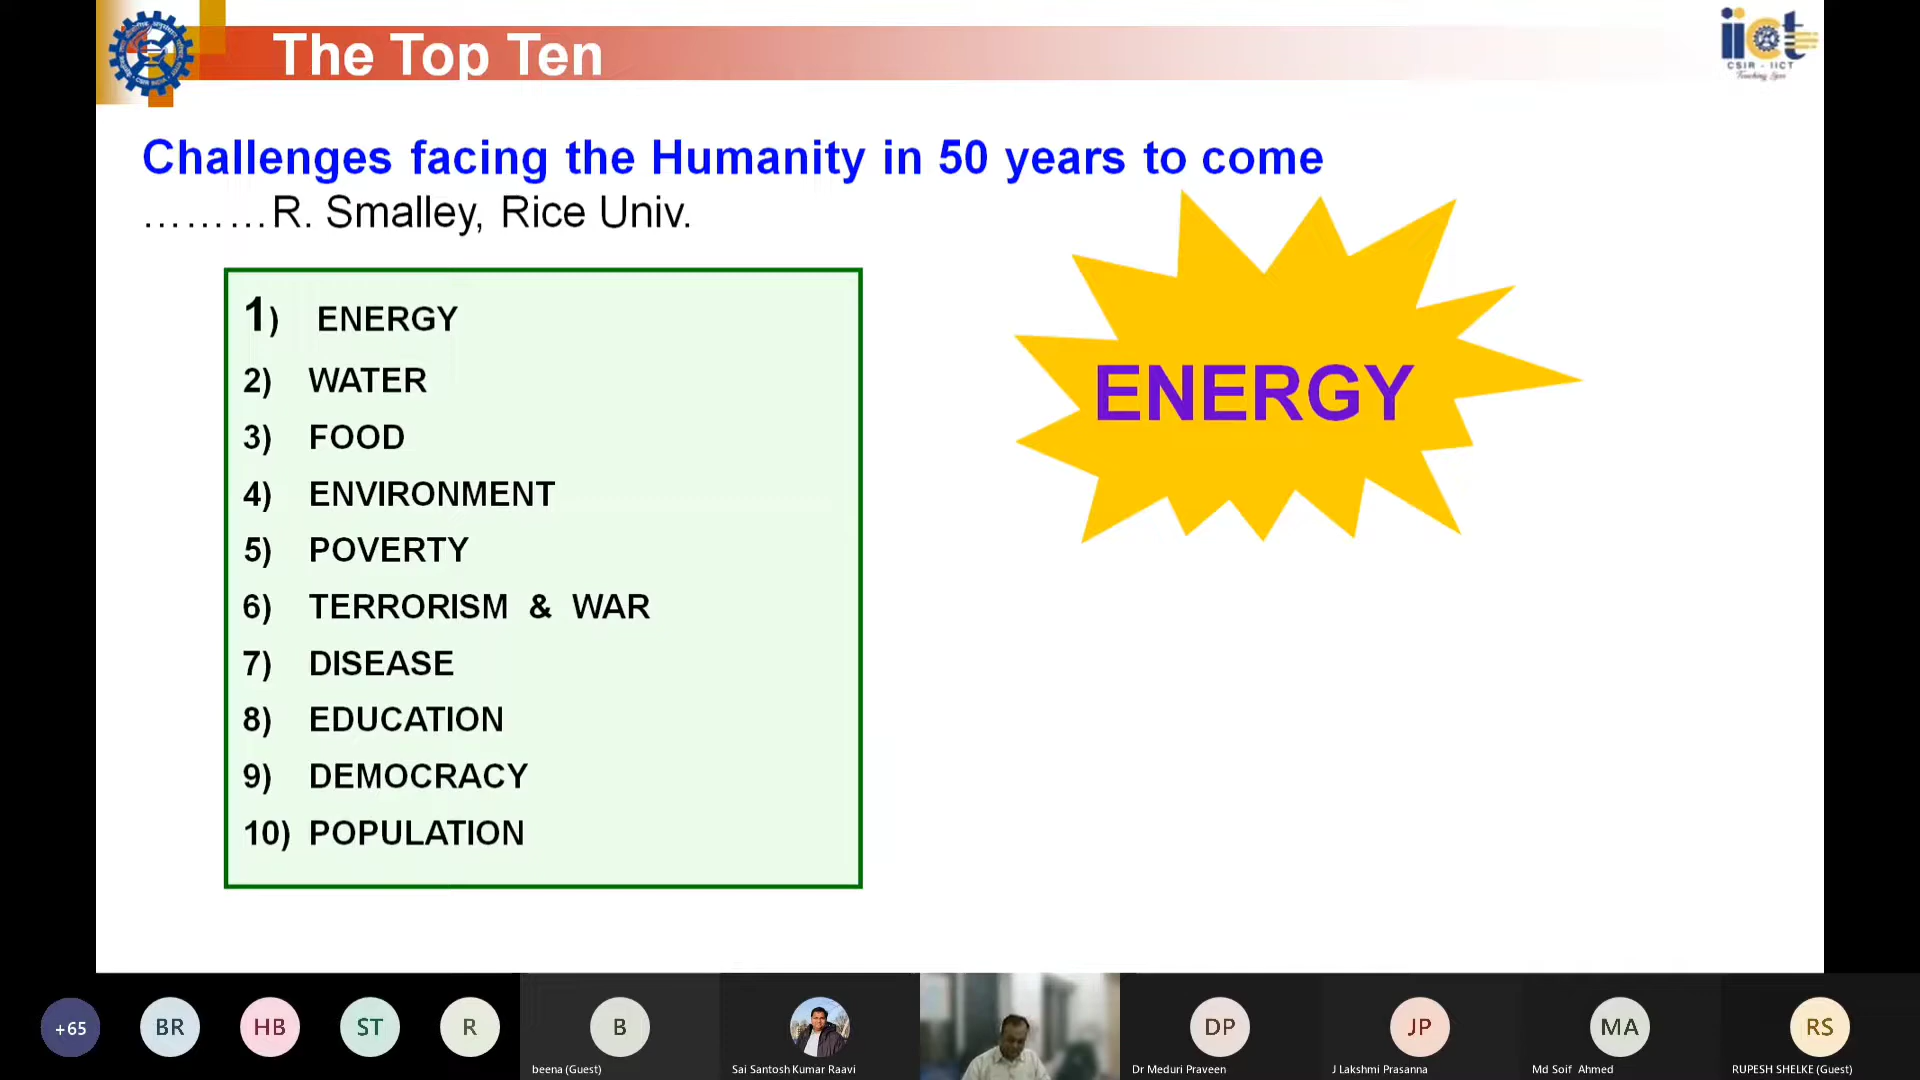 The Top Ten
iict
CSIR - IICT
Challenges facing the Humanity in 50 years to come
………R. Smalley, Rice Univ.
1) ENERGY
2) WATER
3) FOOD
4) ENVIRONMENT
5) POVERTY
6) TERRORISM & WAR
7) DISEASE
8) EDUCATION
9) DEMOCRACY
10) POPULATION
ENERGY
+65
BR
HB
ST
R
B
DP
JP
MA
RS
beena (Guest)
Sai Santosh Kumar Raavi
Dr Meduri Praveen
J Lakshmi Prasanna
Md Soif Ahmed
RUPESH SHELKE (Guest)